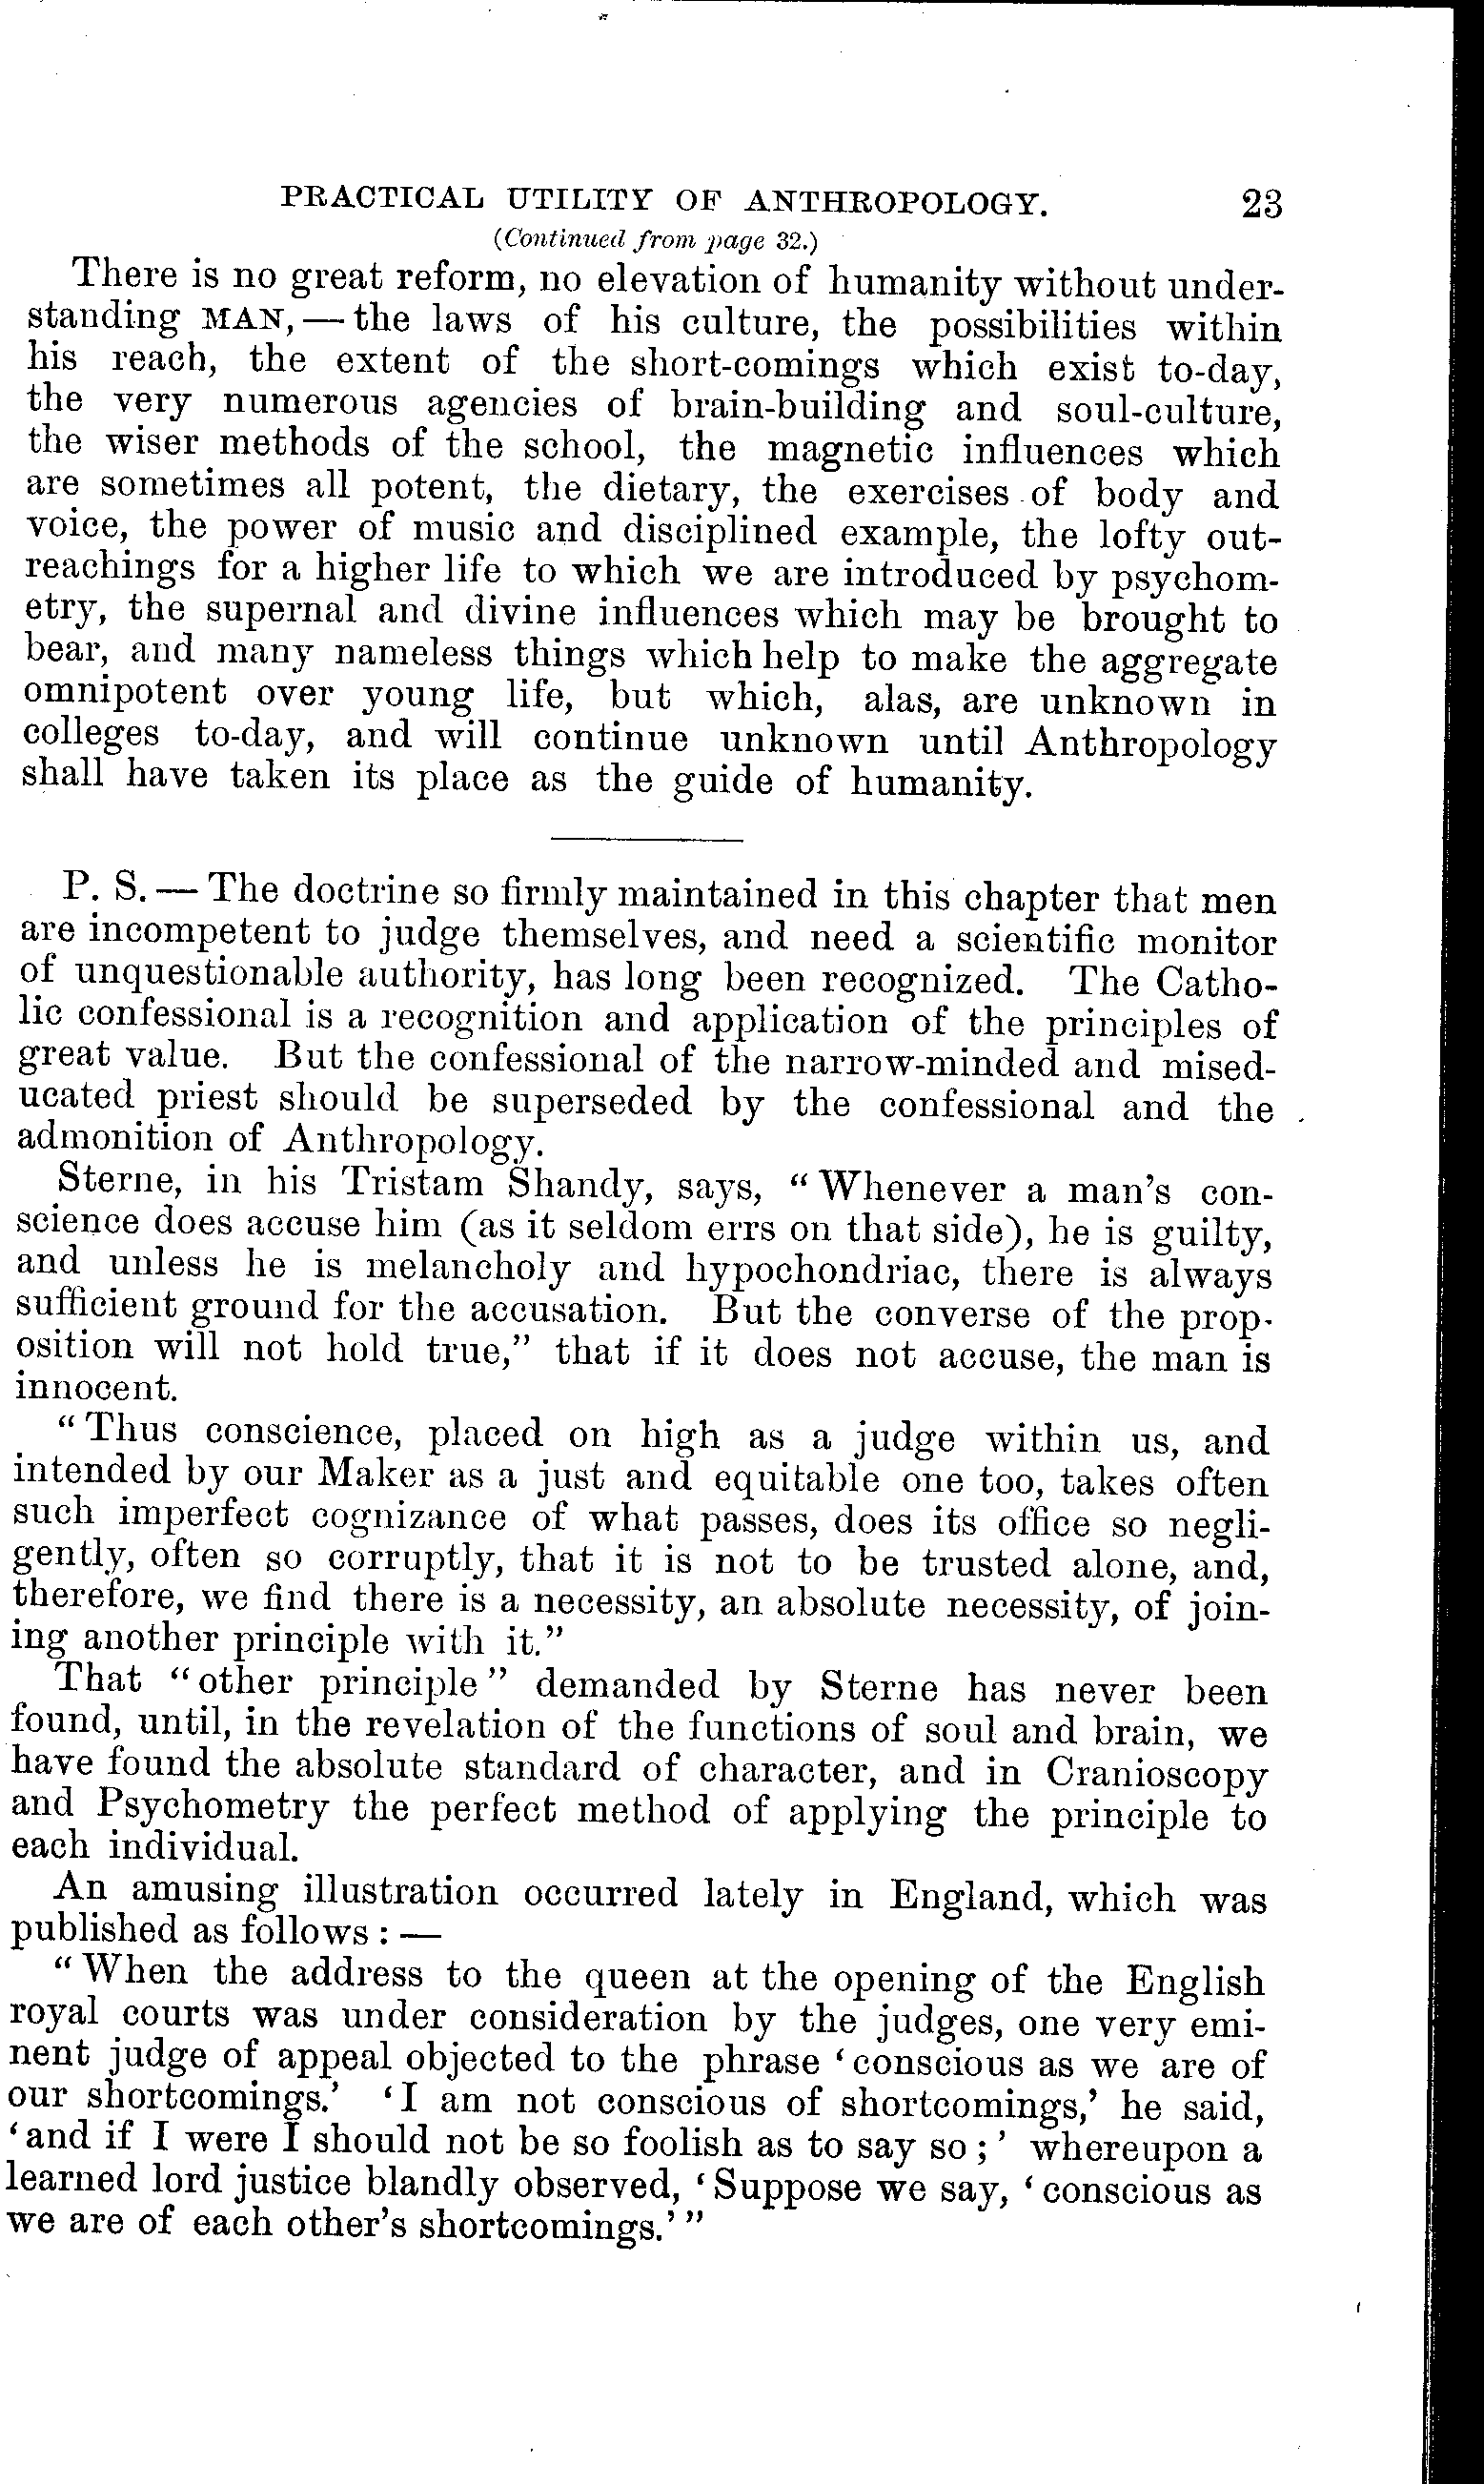 PRACTICAL UTILITY OF ANTHROPOLOGY. 23
(Continued from page 32.)
There is no great reform, no elevation of humanity without under-
standing MAN,—the laws of his culture, the possibilities within
his reach, the extent of the short-comings which exist to-day,
the very numerous agencies of brain-building and soul-culture,
the wiser methods of the school, the magnetic influences which
are sometimes all potent, the dietary, the exercises of body and
voice, the power of music and disciplined example, the lofty out-
reachings for a higher life to which we are introduced by psychom-
etry, the supernal and divine influences which may be brought to
bear, and many nameless things which help to make the aggregate
omnipotent over young life, but which, alas, are unknown in
colleges to-day, and will continue unknown until Anthropology
shall have taken its place as the guide of humanity.
P. S.—The doctrine so firmly maintained in this chapter that men
are incompetent to judge themselves, and need a scientific monitor
of unquestionable authority, has long been recognized. The Catho-
lic confessional is a recognition and application of the principles of
great value. But the confessional of the narrow-minded and mised-
ucated priest should be superseded by the confessional and the
admonition of Anthropology.
Sterne, in his Tristam Shandy, says, “Whenever a man's con-
science does accuse him (as it seldom errs on that side), he is guilty,
and unless he is melancholy and hypochondriac, there is always
sufficient ground for the accusation. But the converse of the prop-
osition will not hold true,” that if it does not accuse, the man is
innocent.
“Thus conscience, placed on high as a judge within us, and
intended by our Maker as a just and equitable one too, takes often
such imperfect cognizance of what passes, does its office so negli-
gently, often so corruptly, that it is not to be trusted alone, and,
therefore, we find there is a necessity, an absolute necessity, of join-
ing another principle with it.”
That “other principle” demanded by Sterne has never been
found, until, in the revelation of the functions of soul and brain, we
have found the absolute standard of character, and in Cranioscopy
and Psychometry the perfect method of applying the principle to
each individual.
An amusing illustration occurred lately in England, which was
published as follows:—
“When the address to the queen at the opening of the English
royal courts was under consideration by the judges, one very emi-
nent judge of appeal objected to the phrase ‘conscious as we are of
our shortcomings.’ ‘I am not conscious of shortcomings,’ he said,
‘and if I were I should not be so foolish as to say so;’ whereupon a
learned lord justice blandly observed, ‘Suppose we say, ‘conscious as
we are of each other's shortcomings.’”